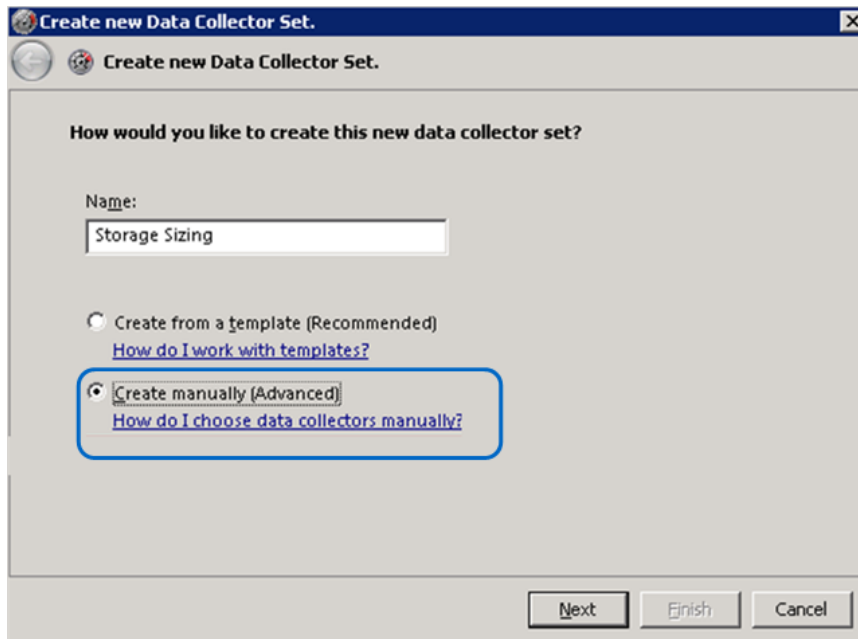 Create new Data Collector Set.
Create new Data Collector Set.
How would you like to create this new data collector set?
Name:
Storage Sizing
Create from a template (Recommended)
How do I work with templates?
Create manually (Advanced)
How do I choose data collectors manually?
Next Finish Cancel